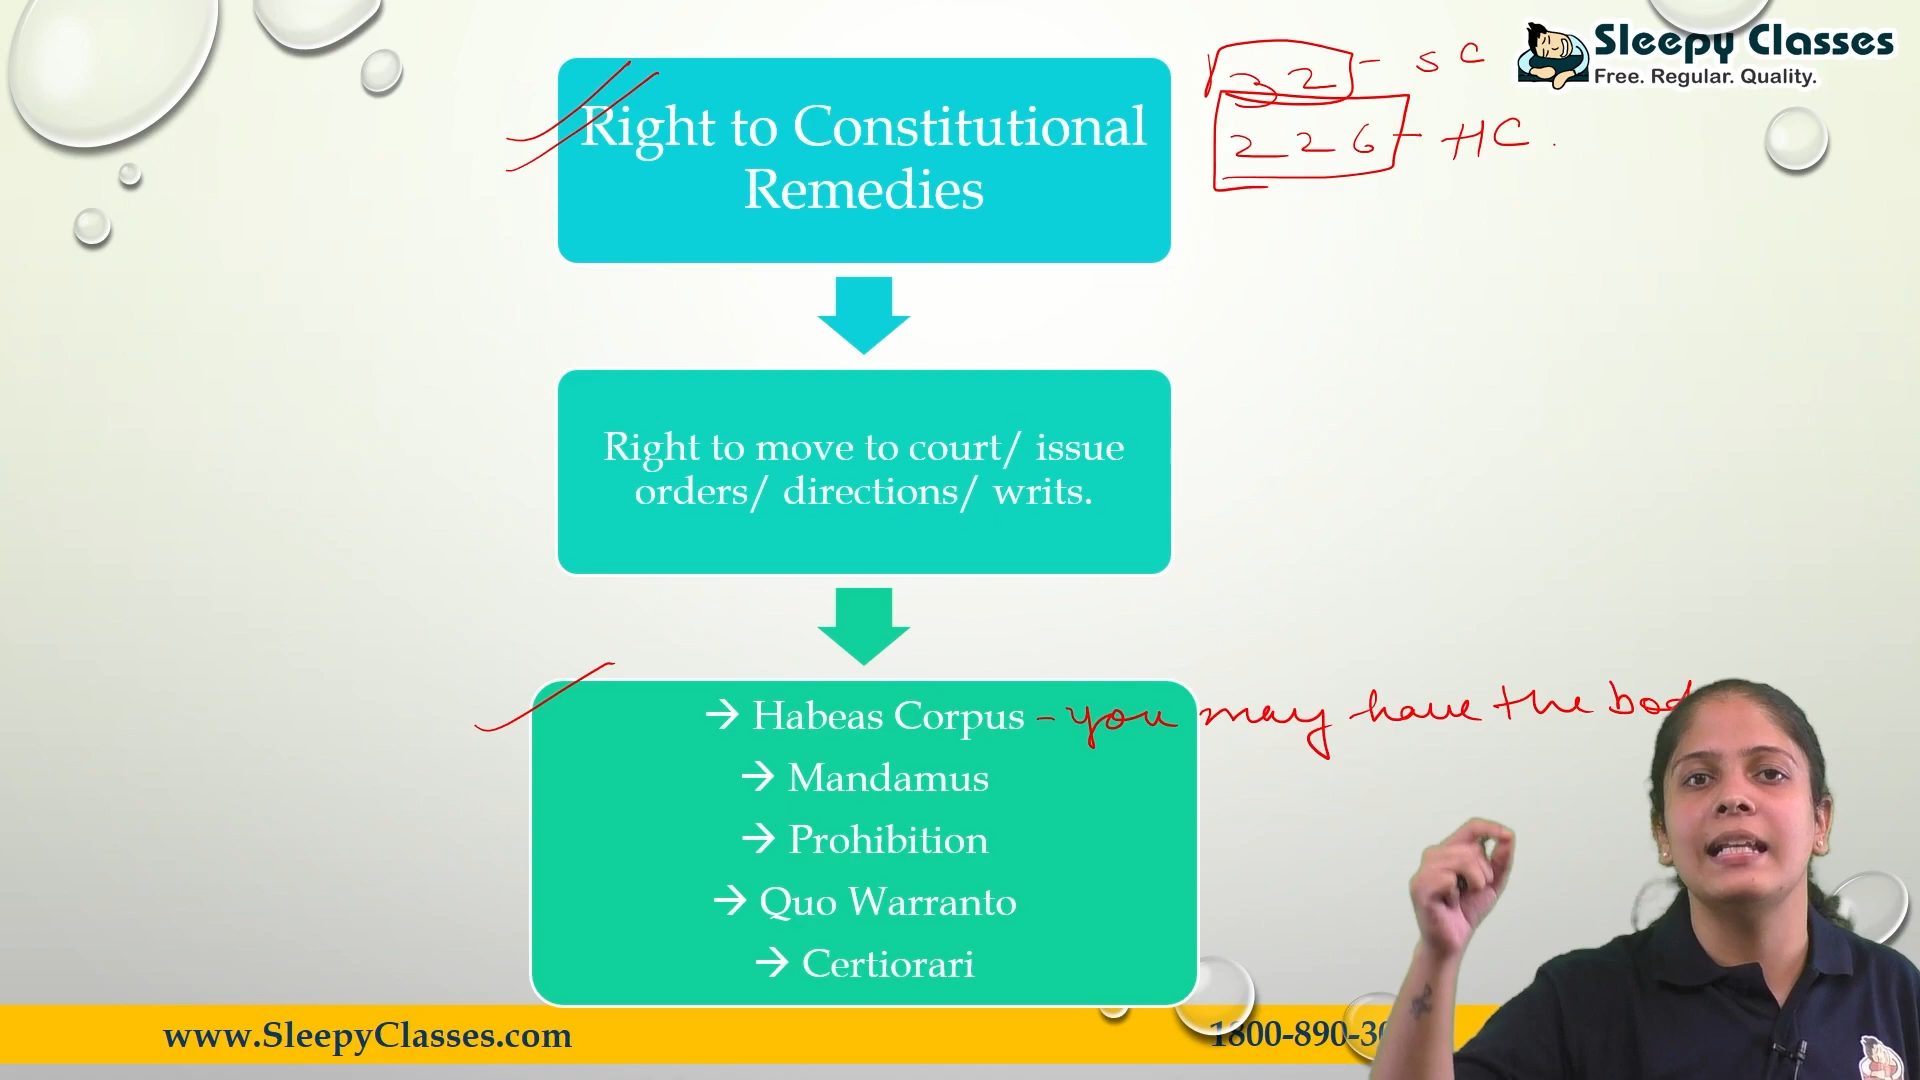 Sleepy Classes
Free. Regular. Quality.
Right to Constitutional
Remedies
32 - SC
226 - HC.
Right to move to court/ issue
orders/ directions/ writs.
→ Habeas Corpus - you may have the
→ Mandamus
→ Prohibition
→ Quo Warranto
→ Certiorari
www.SleepyClasses.com
1800-890-3